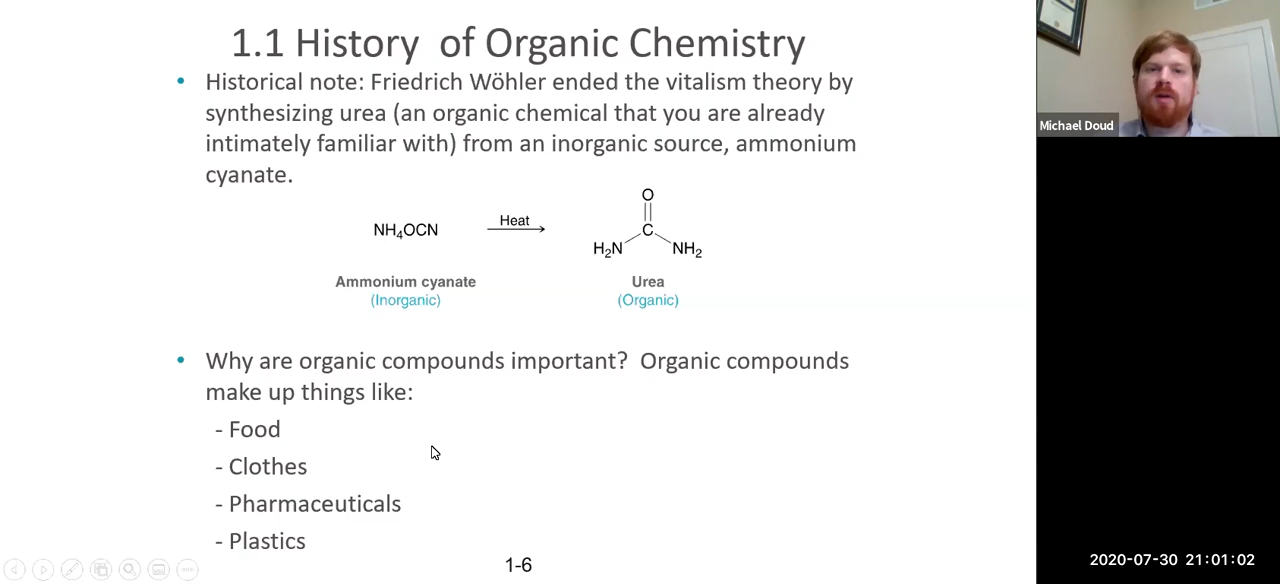 1.1 History of Organic Chemistry
• Historical note: Friedrich Wöhler ended the vitalism theory by
synthesizing urea (an organic chemical that you are already
intimately familiar with) from an inorganic source, ammonium
cyanate.
O
NH₄OCN Heat C
H₂N NH₂
Ammonium cyanate Urea
(Inorganic) (Organic)
• Why are organic compounds important? Organic compounds
make up things like:
- Food
- Clothes
- Pharmaceuticals
- Plastics
1-6
Michael Doud
2020-07-30 21:01:02